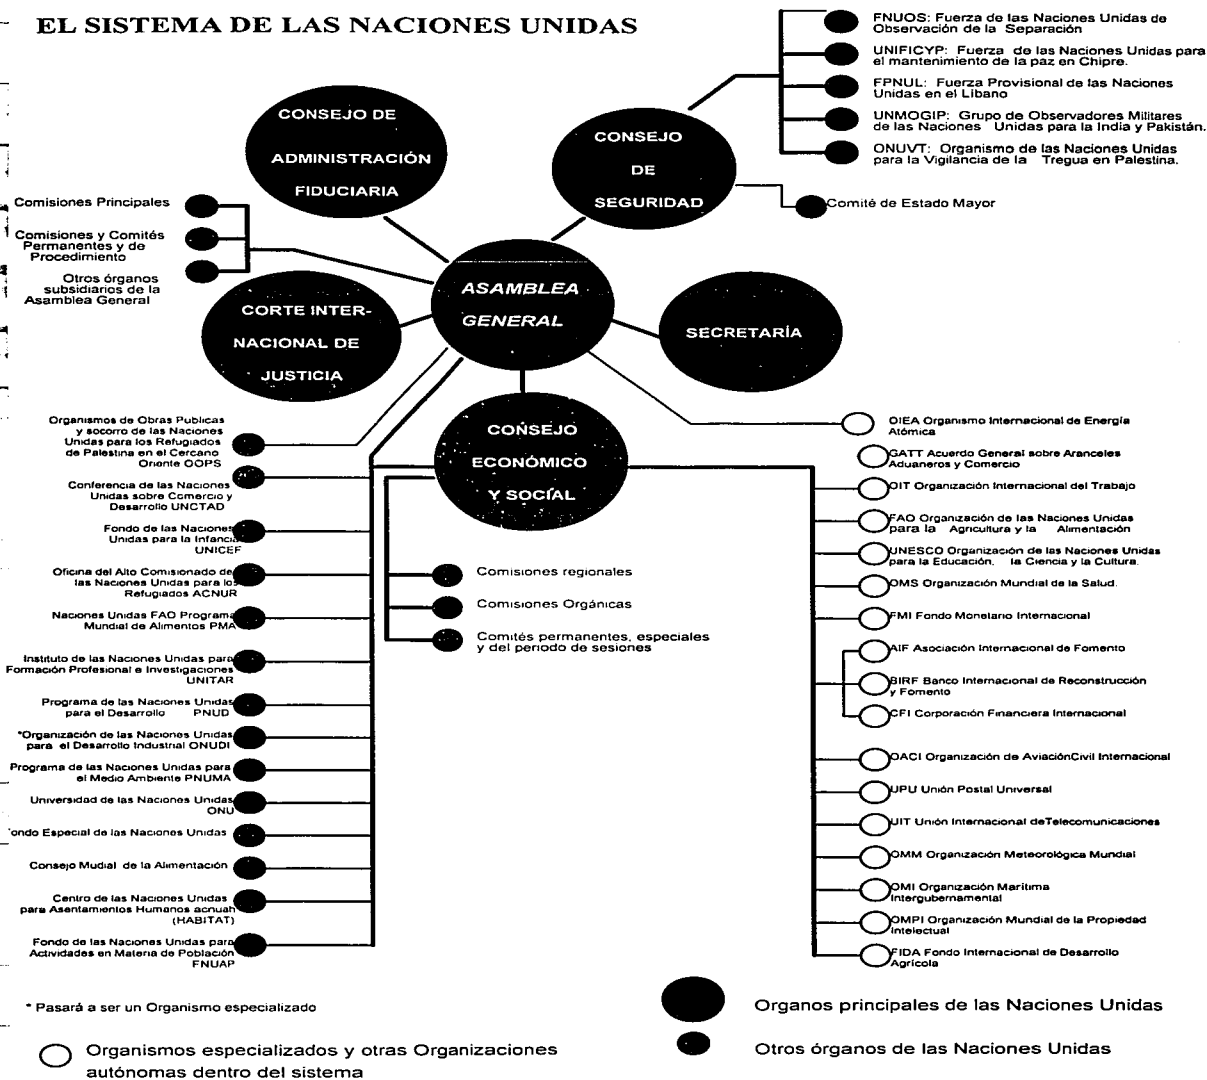 EL SISTEMA DE LAS NACIONES UNIDAS
FNUOS: Fuerza de las Naciones Unidas de
Observación de la Separación
UNIFICYP: Fuerza de las Naciones Unidas para
el mantenimiento de la paz en Chipre.
FPNUL: Fuerza Provisional de las Naciones
Unidas en el Líbano
UNMOGIP: Grupo de Observadores Militares
de las Naciones Unidas para la India y Pakistán.
ONUVT: Organismo de las Naciones Unidas
para la Vigilancia de la Tregua en Palestina.
Comité de Estado Mayor
CONSEJO DE
ADMINISTRACIÓN
FIDUCIARIA
CONSEJO
DE
SEGURIDAD
Comisiones Principales
Comisiones y Comités
Permanentes y de
Procedimiento
Otros órganos
subsidiarios de la
Asamblea General
ASAMBLEA
GENERAL
CORTE INTER-
NACIONAL DE
JUSTICIA
SECRETARÍA
CONSEJO
ECONÓMICO
Y SOCIAL
Organismos de Obras Publicas
y socorro de las Naciones
Unidas para los Refugiados
de Palestina en el Cercano
Oriente OOPS
Conferencia de las Naciones
Unidas sobre Comercio y
Desarrollo UNCTAD
Fondo de las Naciones
Unidas para la Infancia
UNICEF
Oficina del Alto Comisionado de
las Naciones Unidas para los
Refugiados ACNUR
Naciones Unidas FAO Programa
Mundial de Alimentos PMA
Instituto de las Naciones Unidas para
Formación Profesional e Investigaciones
UNITAR
Programa de las Naciones Unidas
para el Desarrollo PNUD
*Organización de las Naciones Unidas
para el Desarrollo Industrial ONUDI
Programa de las Naciones Unidas para
el Medio Ambiente PNUMA
Universidad de las Naciones Unidas
ONU
ondo Especial de las Naciones Unidas
Consejo Mudial de la Alimentación
Centro de las Naciones Unidas
para Asentamientos Humanos acnuah
(HABITAT)
Fondo de las Naciones Unidas para
Actividades en Materia de Población
FNUAP
Comisiones regionales
Comisiones Orgánicas
Comités permanentes, especiales
y del periodo de sesiones
OIEA Organismo Internacional de Energía
Atómica
GATT Acuerdo General sobre Aranceles
Aduaneros y Comercio
OIT Organización Internacional del Trabajo
FAO Organización de las Naciones Unidas
para la Agricultura y la Alimentación
UNESCO Organización de las Naciones Unidas
para la Educación, la Ciencia y la Cultura.
OMS Organización Mundial de la Salud.
FMI Fondo Monetario Internacional
AIF Asociación Internacional de Fomento
BIRF Banco Internacional de Reconstrucción
y Fomento
CFI Corporación Financiera Internacional
OACI Organización de AviaciónCivil Internacional
UPU Unión Postal Universal
UIT Unión Internacional deTelecomunicaciones
OMM Organización Meteorológica Mundial
OMI Organización Marítima
Intergubernamental
OMPI Organización Mundial de la Propiedad
Intelectual
FIDA Fondo Internacional de Desarrollo
Agrícola
* Pasará a ser un Organismo especializado
Organismos especializados y otras Organizaciones
autónomas dentro del sistema
Organos principales de las Naciones Unidas
Otros órganos de las Naciones Unidas